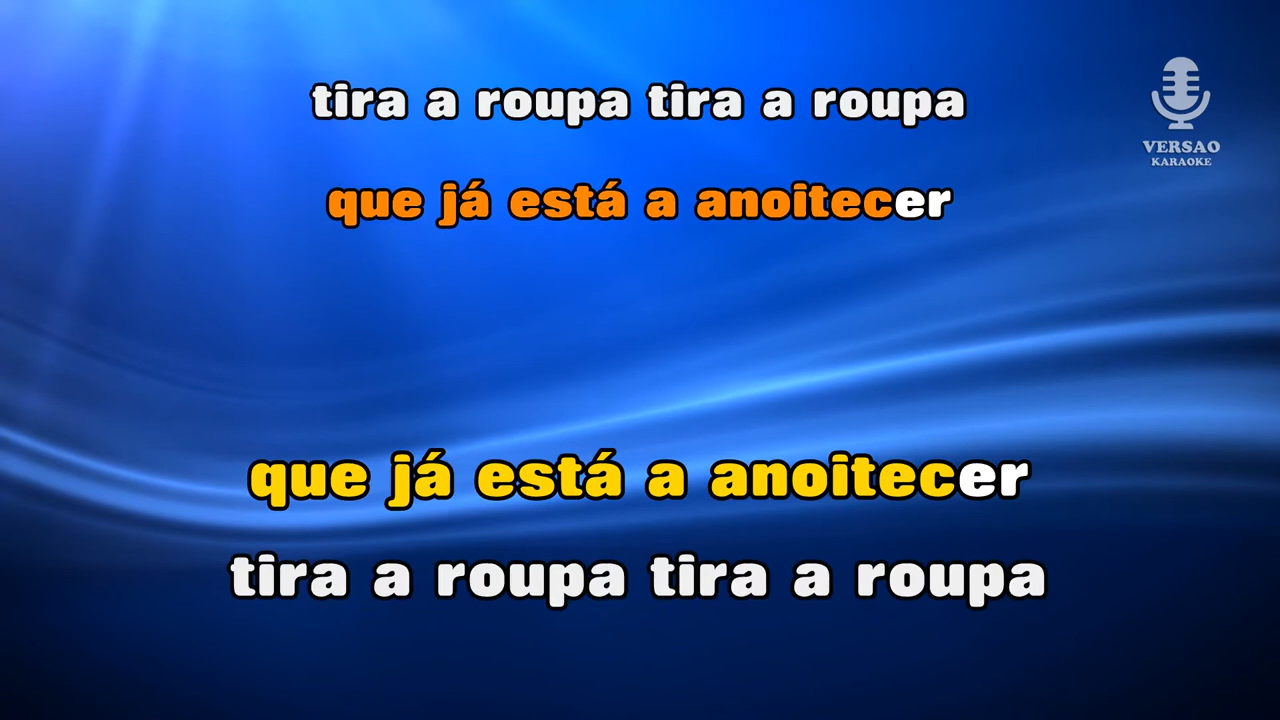 tira a roupa tira a roupa
VERSAO
KARAOKE
que já está a anoitecer
que já está a anoitecer
tira a roupa tira a roupa